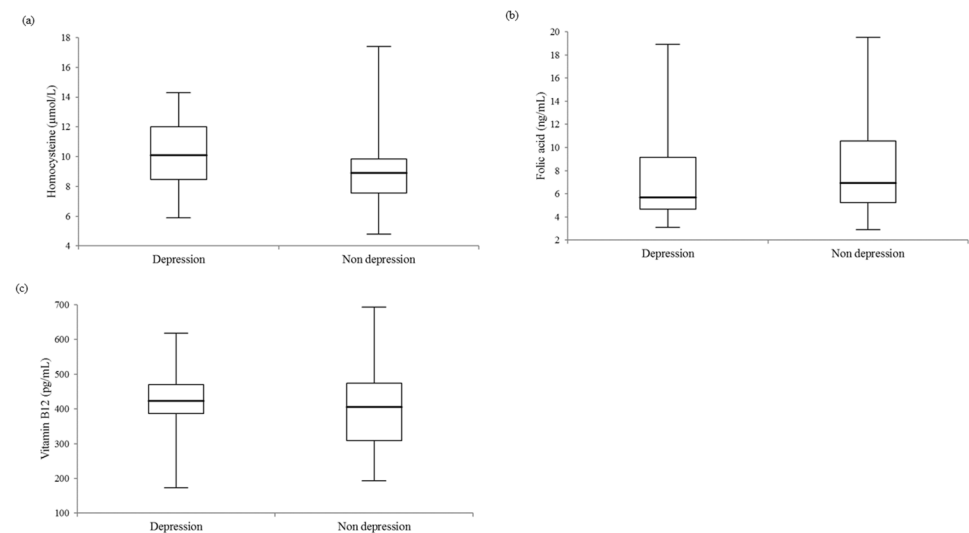 (a)
Homocysteine (µmol/L)
18
16
14
12
10
8
6
4
Depression
Non depression
(b)
Folic acid (ng/mL)
20
18
16
14
12
10
8
6
4
2
Depression
Non depression
(c)
Vitamin B12 (pg/mL)
700
600
500
400
300
200
100
Depression
Non depression